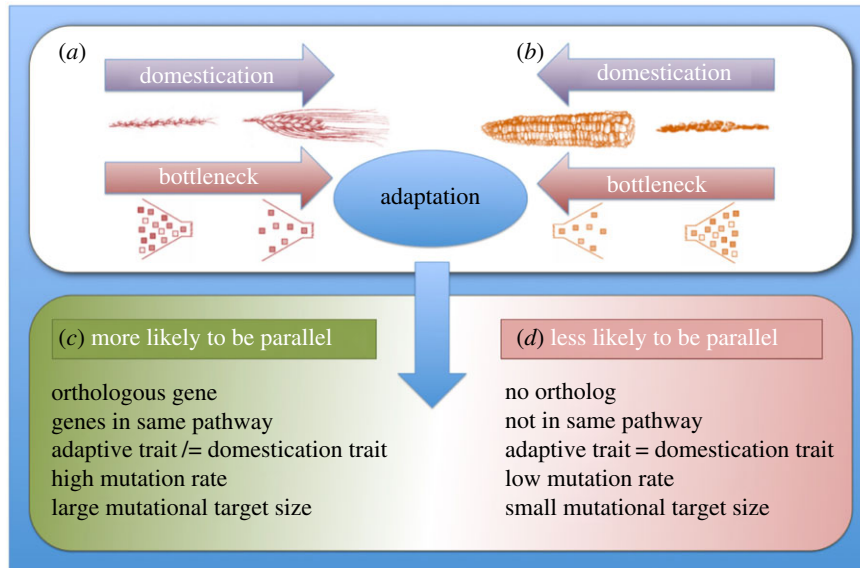 (a)
(b)
domestication
domestication
bottleneck
bottleneck
adaptation
(c) more likely to be parallel
orthologous gene
genes in same pathway
adaptive trait /= domestication trait
high mutation rate
large mutational target size
(d) less likely to be parallel
no ortholog
not in same pathway
adaptive trait = domestication trait
low mutation rate
small mutational target size